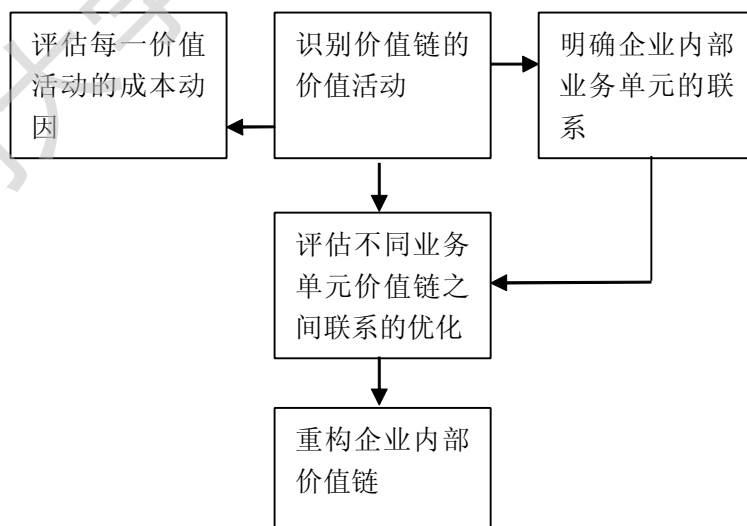 评估每一价值
活动的成本动
因
识别价值链的
价值活动
明确企业内部
业务单元的联
系
评估不同业务
单元价值链之
间联系的优化
重构企业内部
价值链